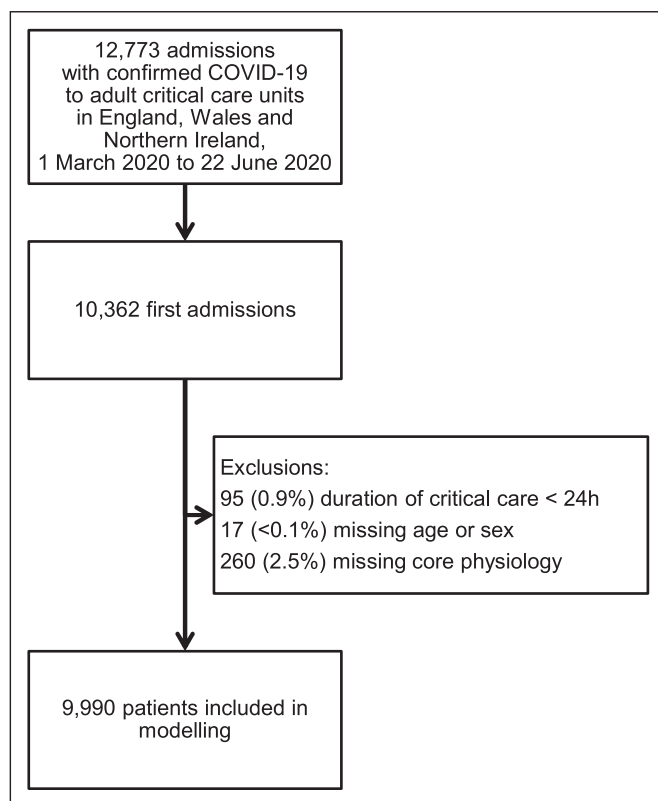 12,773 admissions
with confirmed COVID-19
to adult critical care units
in England, Wales and
Northern Ireland,
1 March 2020 to 22 June 2020
10,362 first admissions
Exclusions:
95 (0.9%) duration of critical care < 24h
17 (<0.1%) missing age or sex
260 (2.5%) missing core physiology
9,990 patients included in
modelling